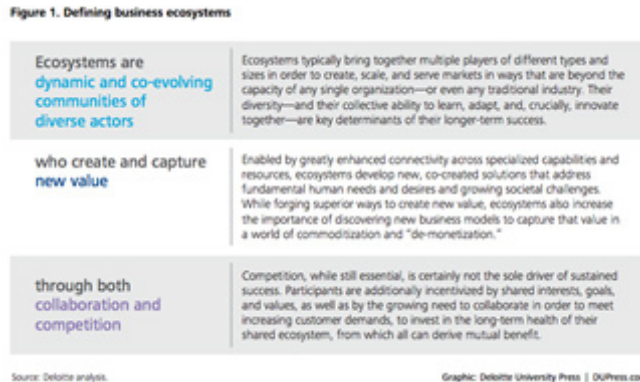 Figure 1. Defining business ecosystems
Ecosystems are
dynamic and co-evolving
communities of
diverse actors
Ecosystems typically bring together multiple players of different types and
sizes in order to create, scale, and serve markets in ways that are beyond the
capacity of any single organization—or even any traditional industry. Their
diversity—and their collective ability to learn, adapt, and, crucially, innovate
together—are key determinants of their longer-term success.
who create and capture
new value
Enabled by greatly enhanced connectivity across specialized capabilities and
resources, ecosystems develop new, co-created solutions that address
fundamental human needs and desires and growing societal challenges.
While forging superior ways to create new value, ecosystems also increase
the importance of discovering new business models to capture that value in
a world of commoditization and "de-monetization."
through both
collaboration and
competition
Competition, while still essential, is certainly not the sole driver of sustained
success. Participants are additionally incentivized by shared interests, goals,
and values, as well as by the growing need to collaborate in order to meet
increasing customer demands, to invest in the long-term health of their
shared ecosystem, from which all can derive mutual benefit.
Source: Deloitte analysis.
Graphic: Deloitte University Press | DUPress.co